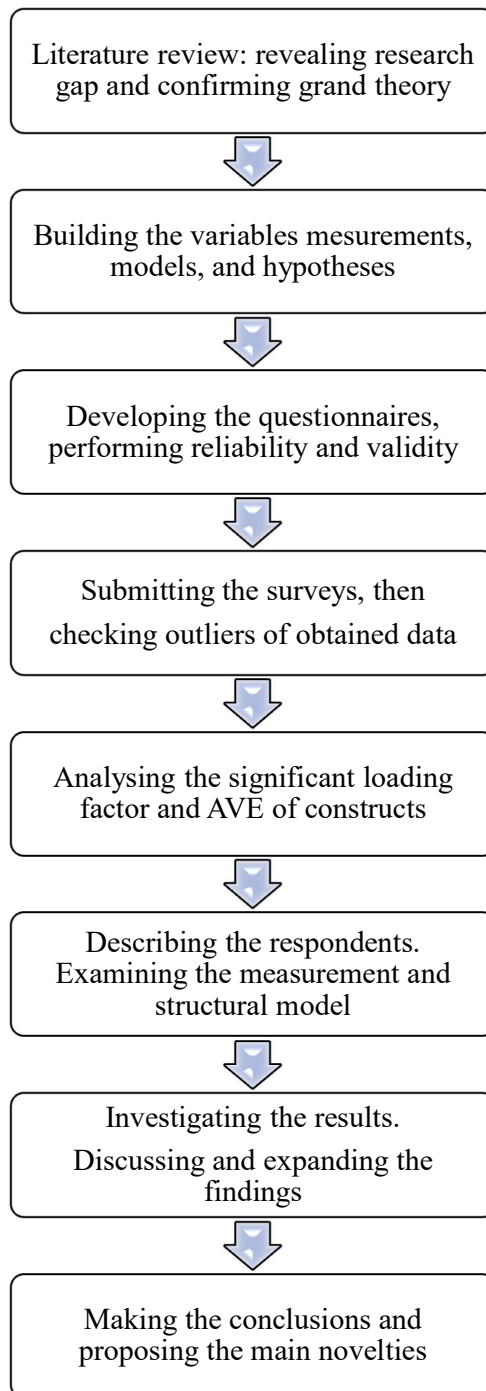 Literature review: revealing research
gap and confirming grand theory
Building the variables mesurements,
models, and hypotheses
Developing the questionnaires,
performing reliability and validity
Submitting the surveys, then
checking outliers of obtained data
Analysing the significant loading
factor and AVE of constructs
Describing the respondents.
Examining the measurement and
structural model
Investigating the results.
Discussing and expanding the
findings
Making the conclusions and
proposing the main novelties